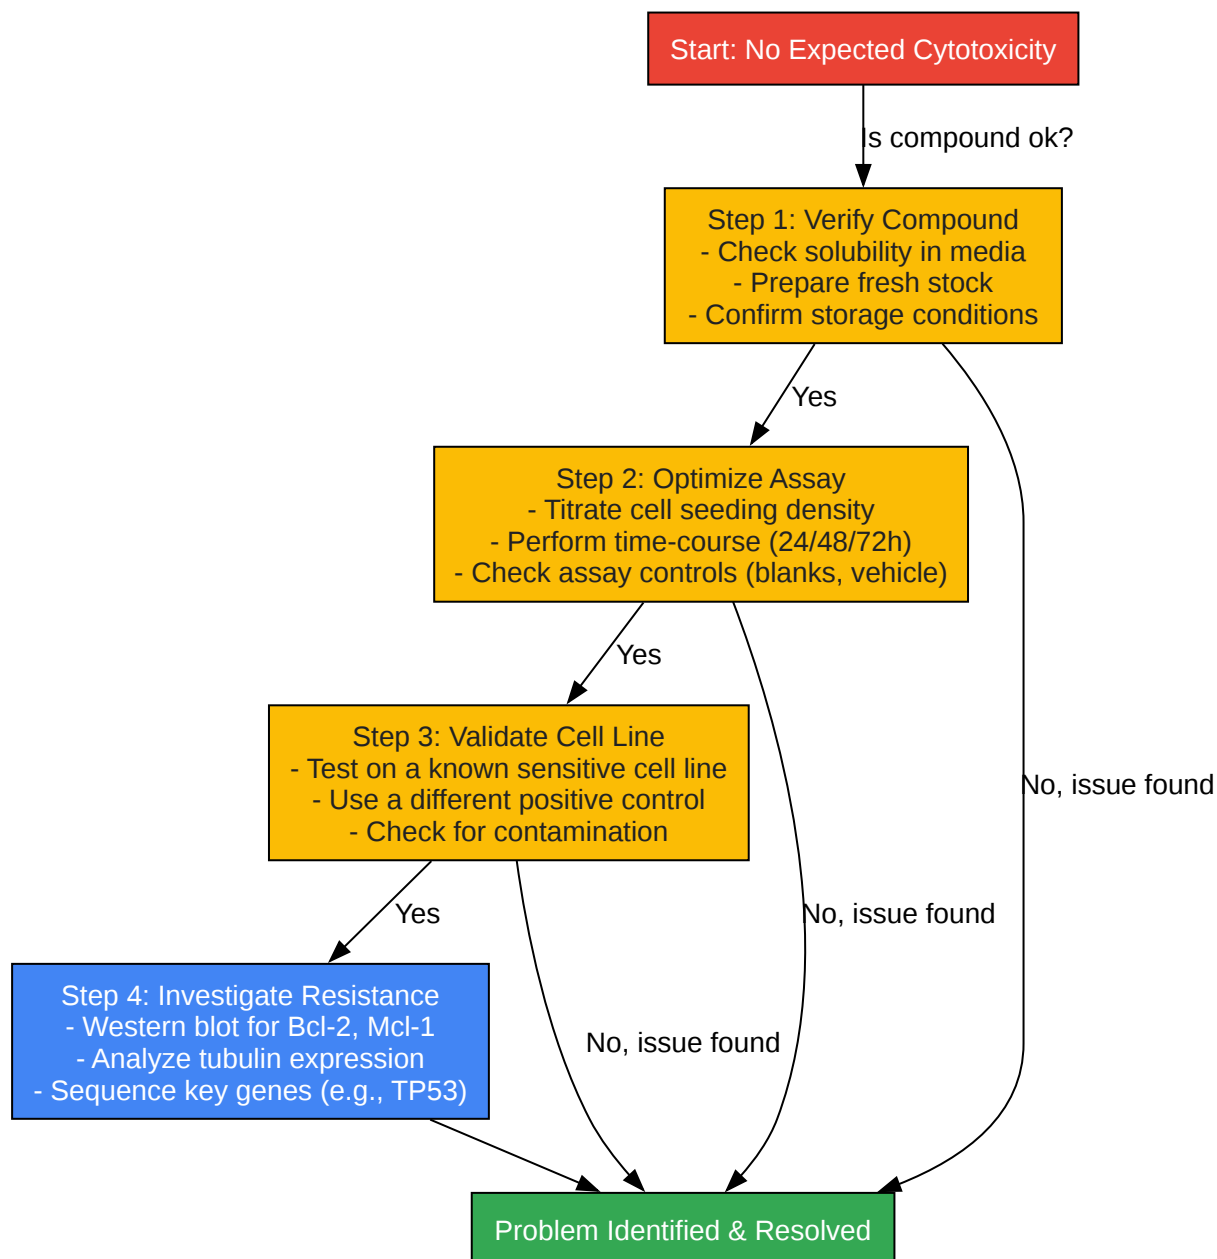 Start: No Expected Cytotoxicity
Is compound ok?
Step 1: Verify Compound
- Check solubility in media
- Prepare fresh stock
- Confirm storage conditions
Yes
Step 2: Optimize Assay
- Titrate cell seeding density
- Perform time-course (24/48/72h)
- Check assay controls (blanks, vehicle)
Yes
Step 3: Validate Cell Line
- Test on a known sensitive cell line
- Use a different positive control
- Check for contamination
No, issue found
Yes
No, issue found
Step 4: Investigate Resistance
- Western blot for Bcl-2, Mcl-1
- Analyze tubulin expression
- Sequence key genes (e.g., TP53)
No, issue found
Problem Identified & Resolved